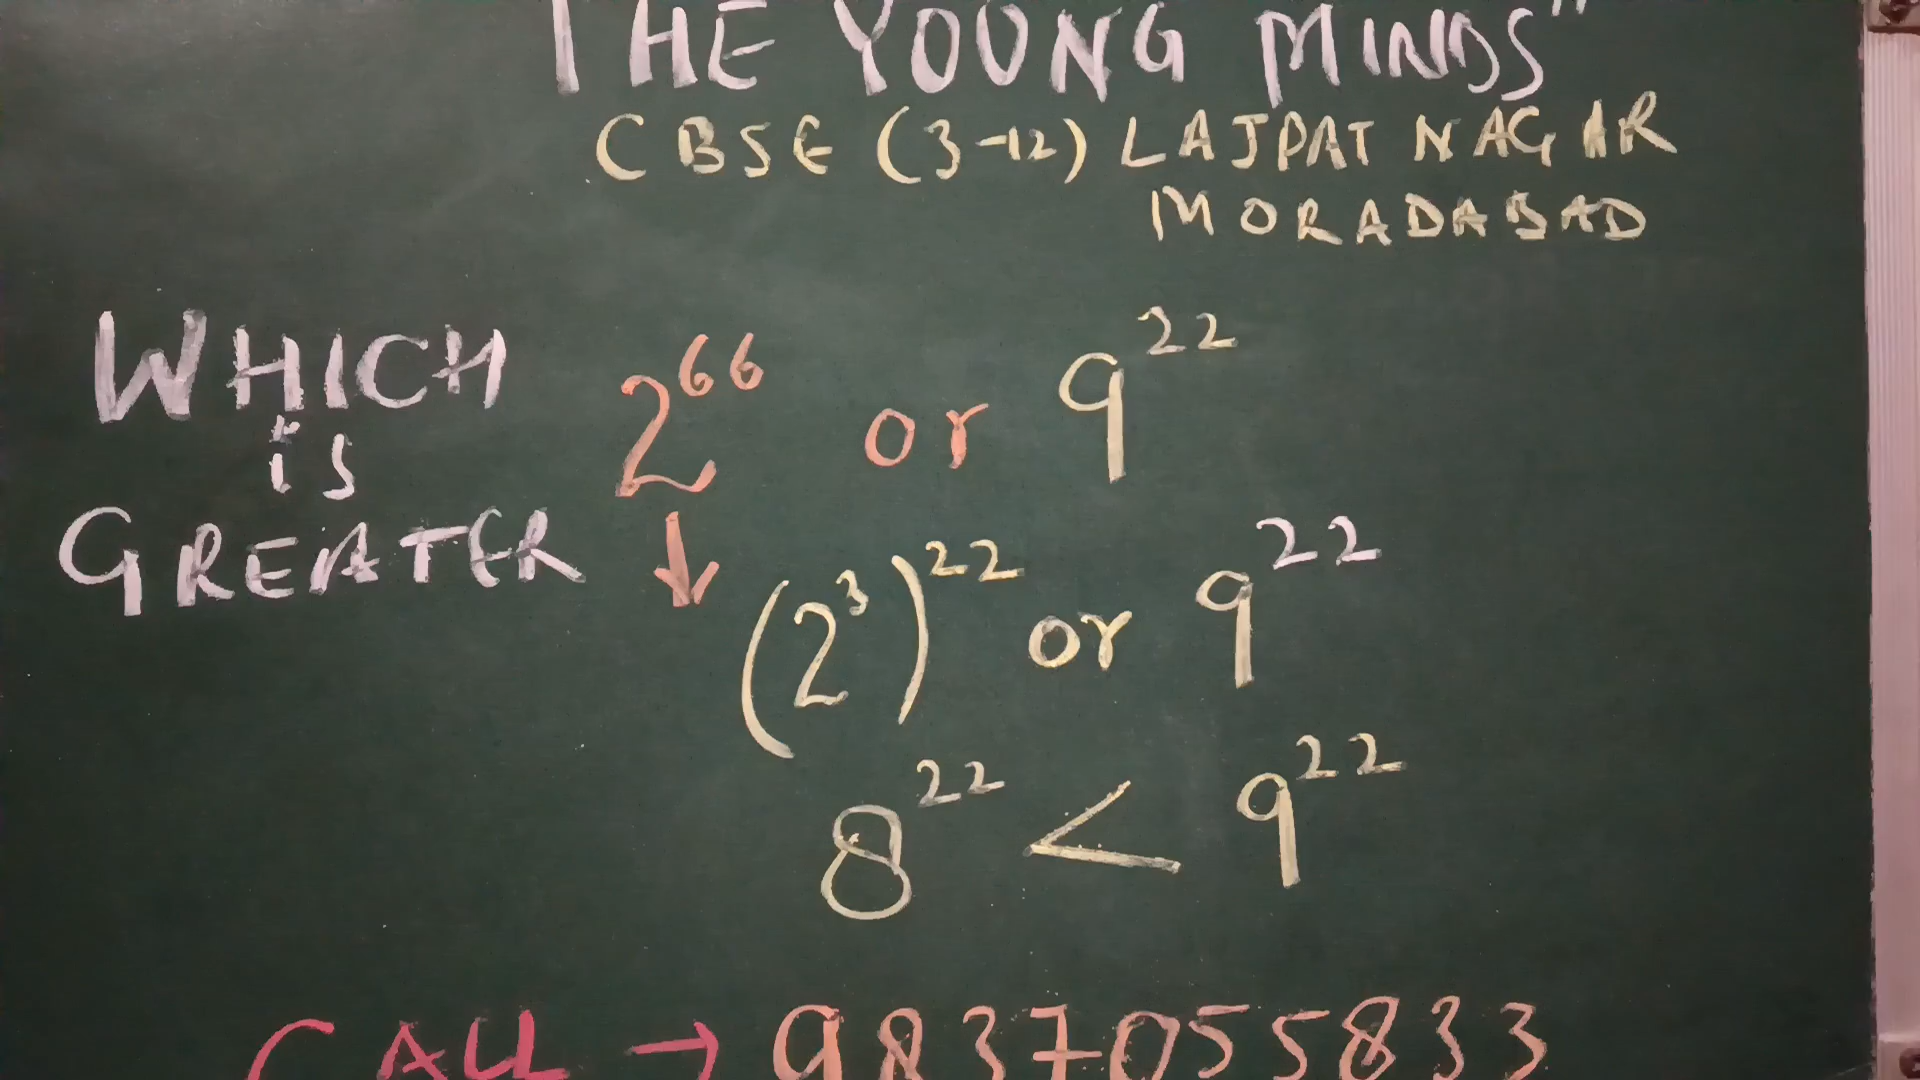 THE YOUNG MINDS"
CBSE (3-12) LAJPAT NAGAR
MORADABAD
WHICH
is
GREATER
2^66 or 9^22
↓
(2^3)^22 or 9^22
8^22 < 9^22
CALL → 9837055833